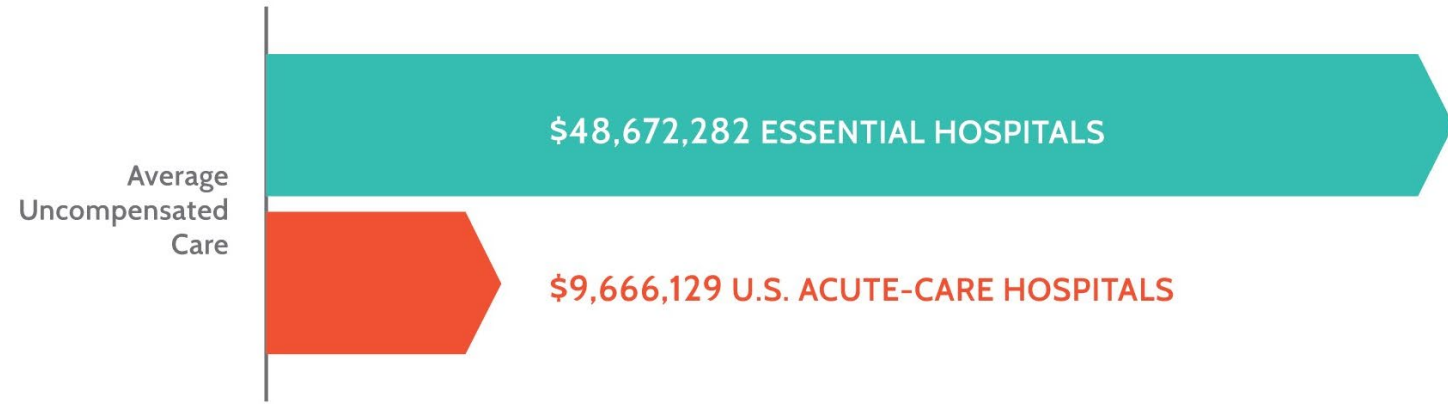 Average
Uncompensated
Care
$48,672,282 ESSENTIAL HOSPITALS
$9,666,129 U.S. ACUTE-CARE HOSPITALS